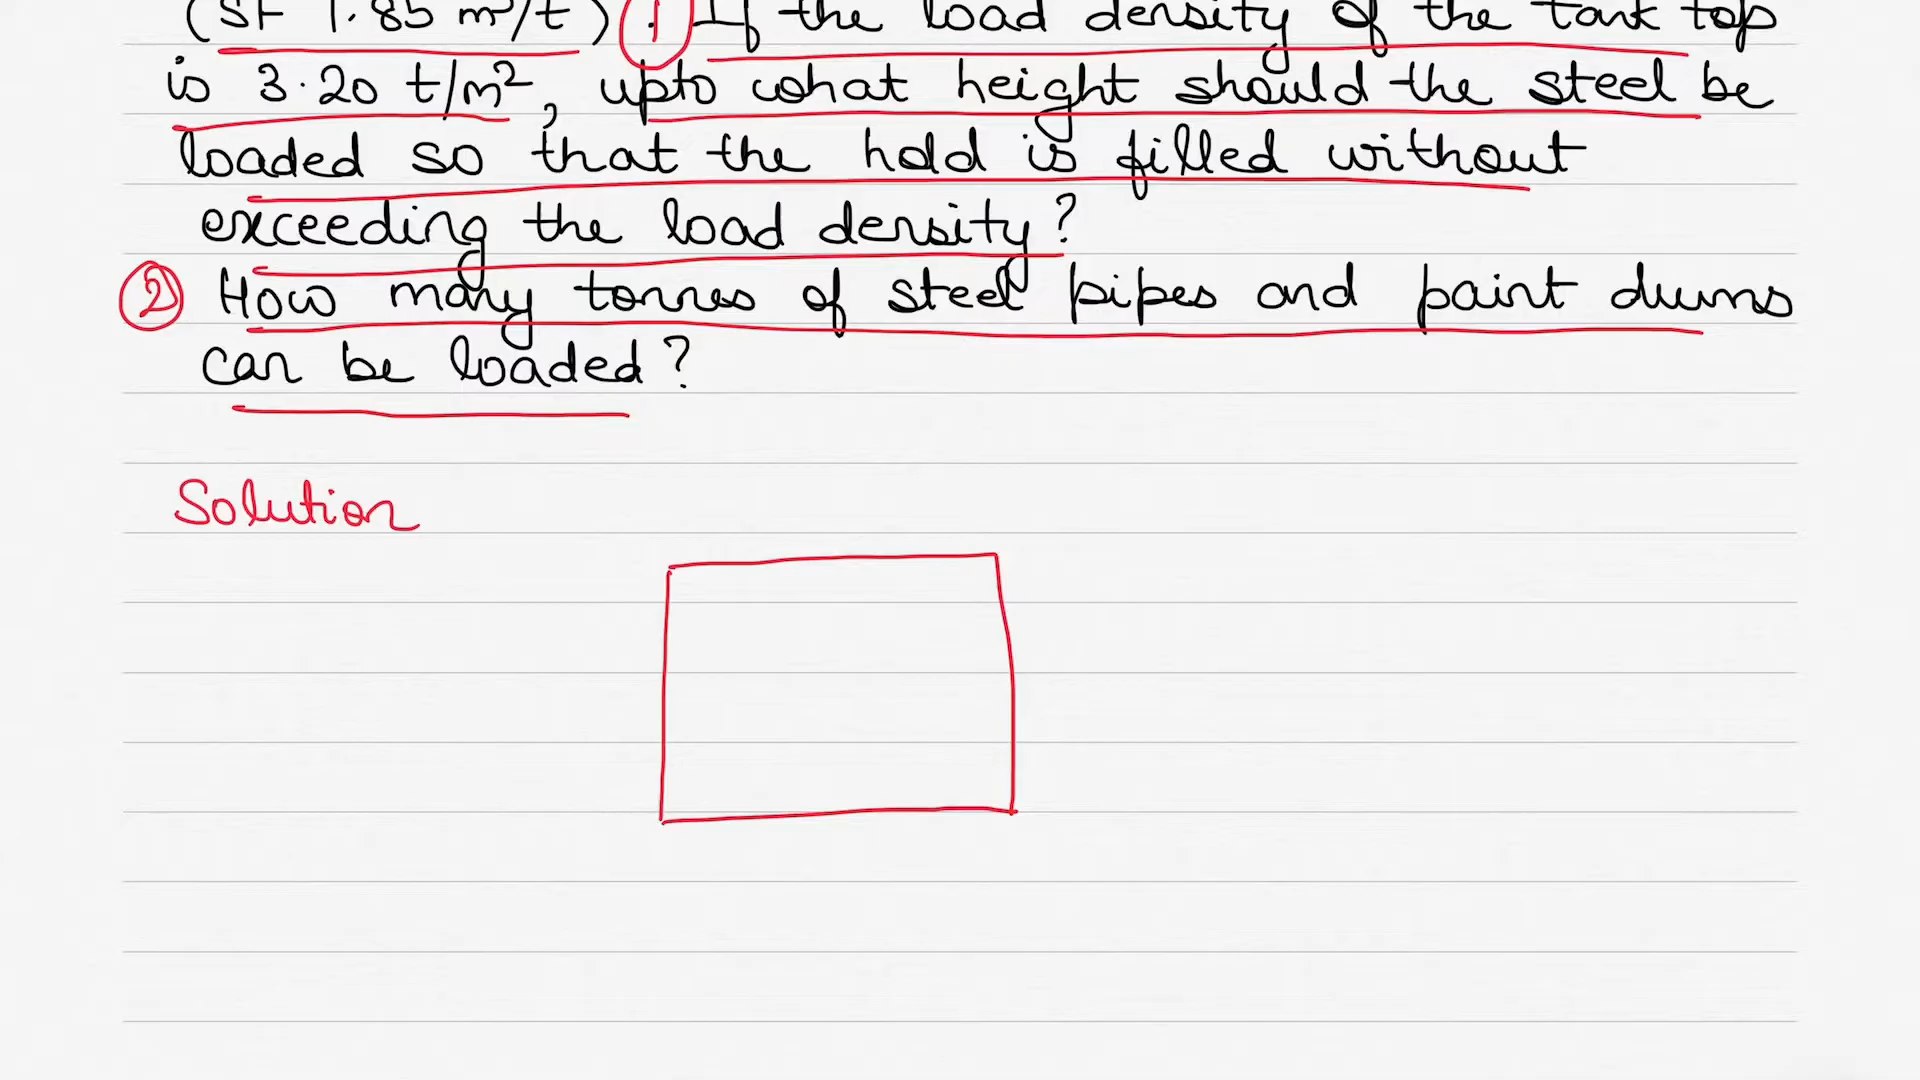 (SF 1.85 m³/t) 1 If the load density of the tank top
is 3.20 t/m², upto what height should the steel be
loaded so that the hold is filled without
exceeding the load density?
2 How many tonnes of steel pipes and paint drums
can be loaded?
Solution